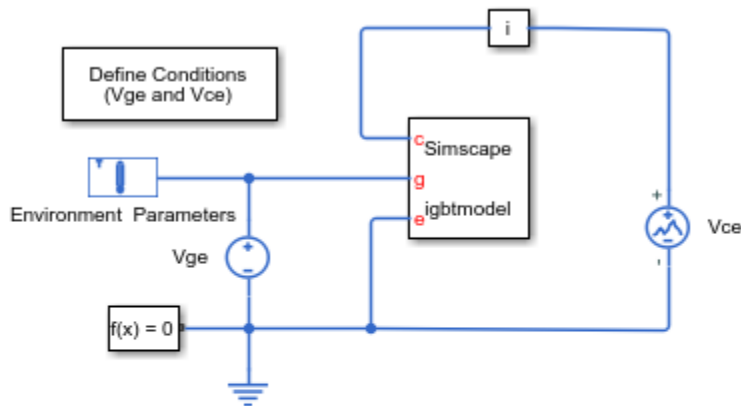 i
Define Conditions
(Vge and Vce)
c
Simscape
g
igbtmodel
e
Environment Parameters
Vge
+
-
Vce
f(x) = 0